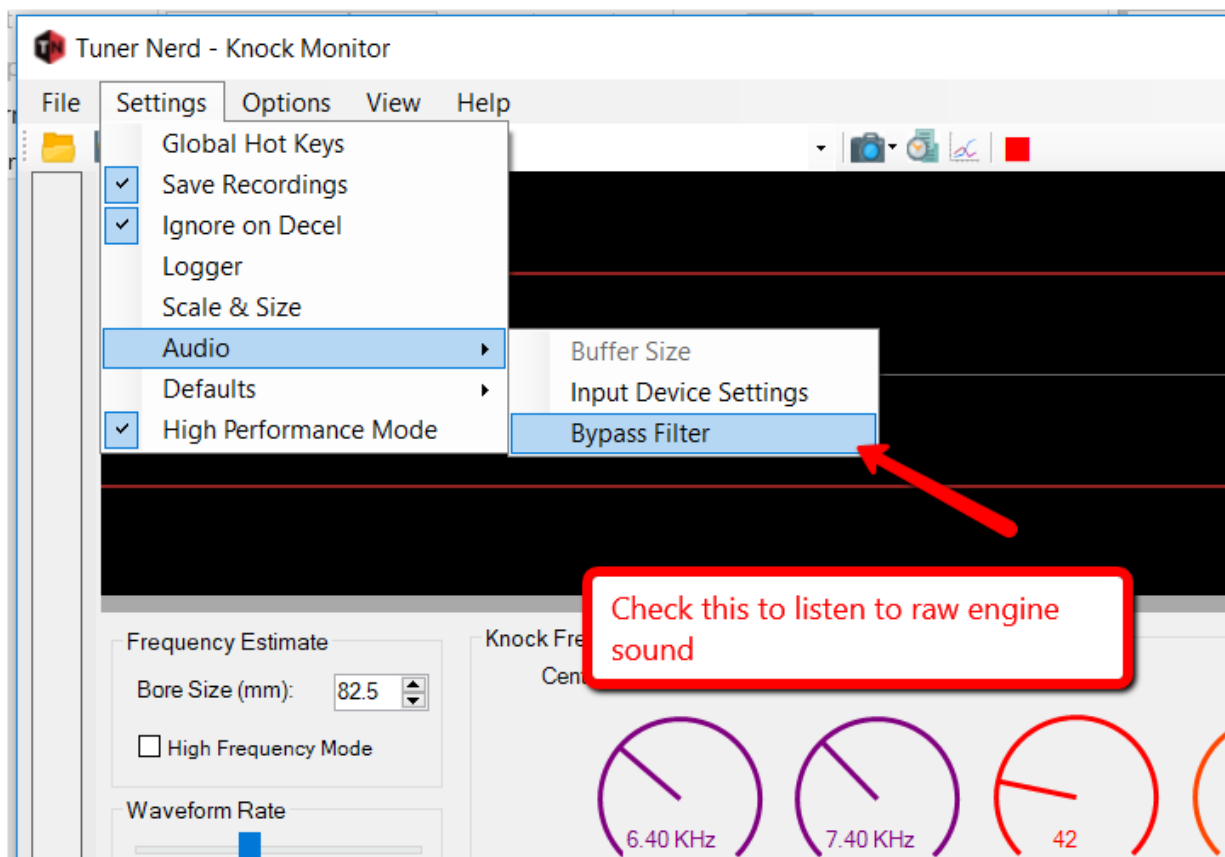 Tuner Nerd - Knock Monitor
File Settings Options View Help
Global Hot Keys
Save Recordings
Ignore on Decel
Logger
Scale & Size
Audio
Buffer Size
Defaults
Input Device Settings
High Performance Mode
Bypass Filter
Check this to listen to raw engine
sound
Frequency Estimate
Bore Size (mm): 82.5
High Frequency Mode
Waveform Rate
Knock Fre
Cent
6.40 KHz 7.40 KHz 42